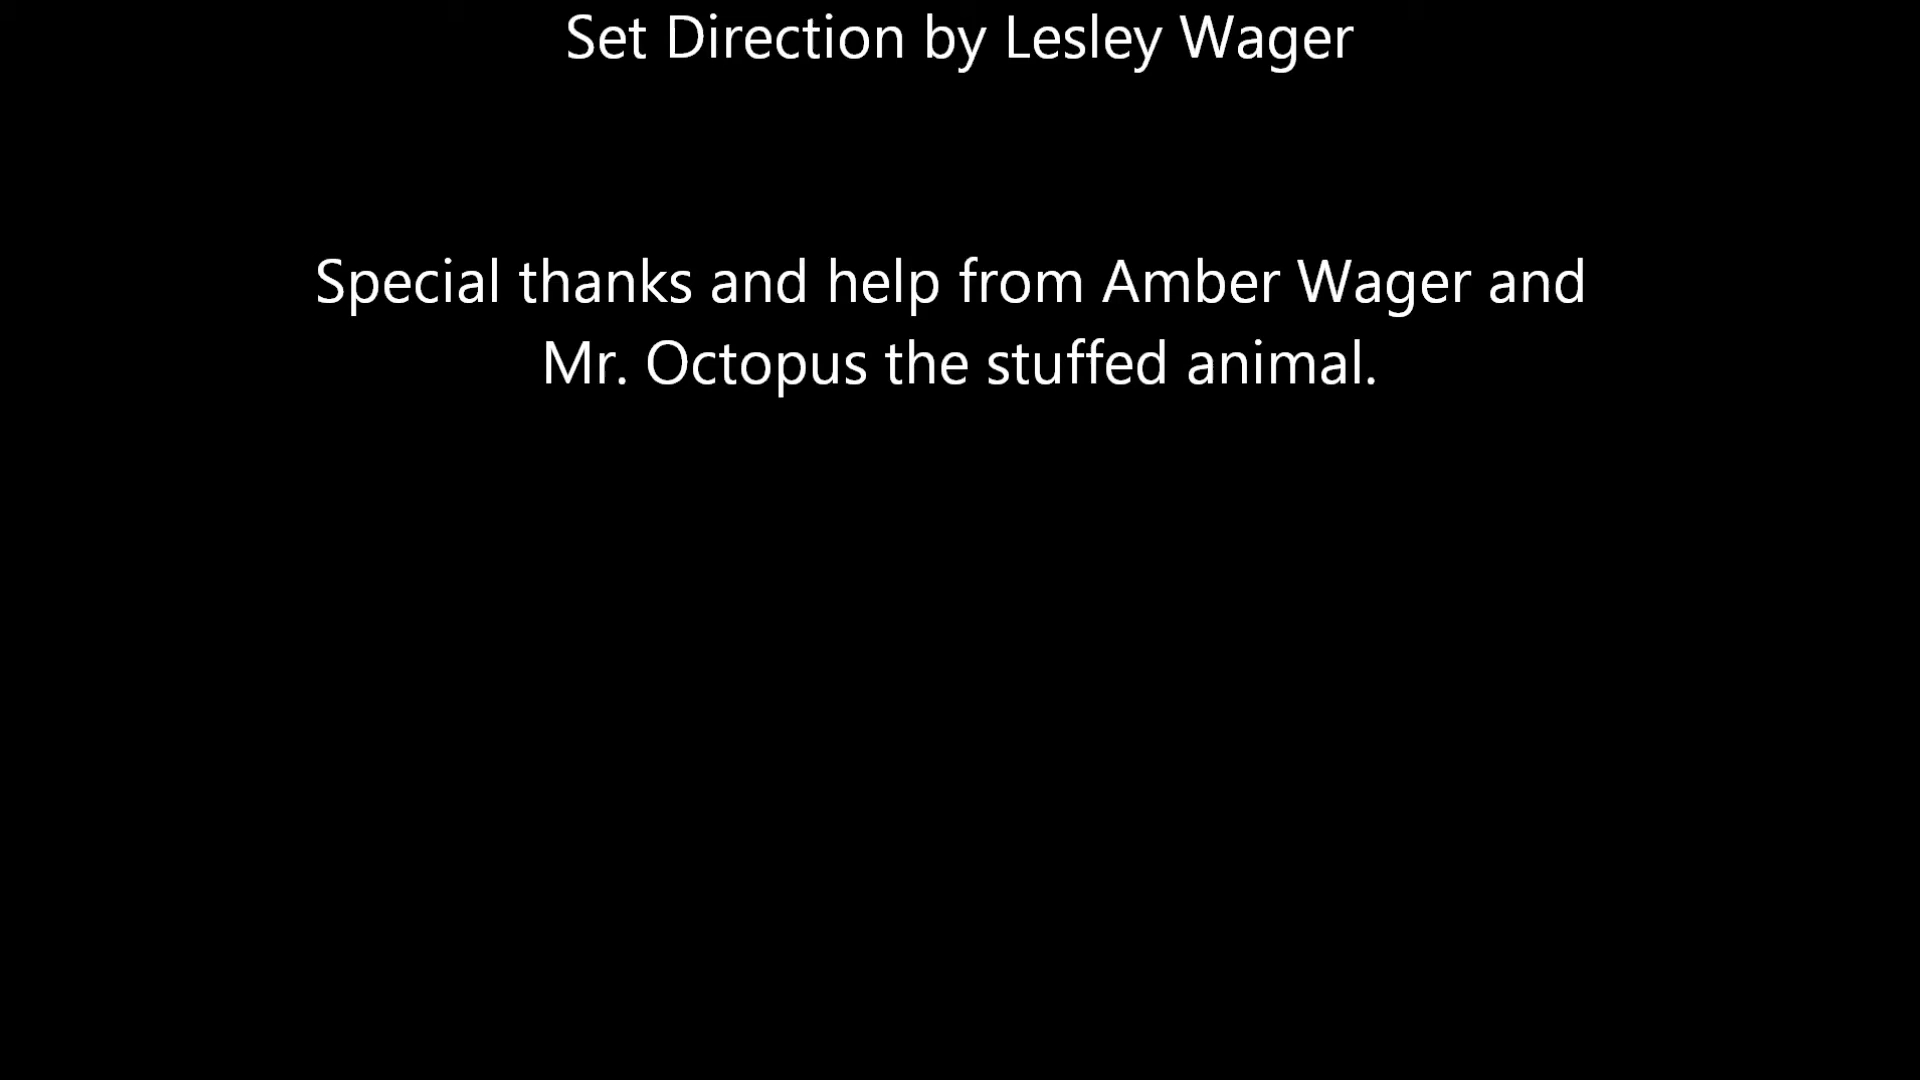 Set Direction by Lesley Wager
Special thanks and help from Amber Wager and
Mr. Octopus the stuffed animal.